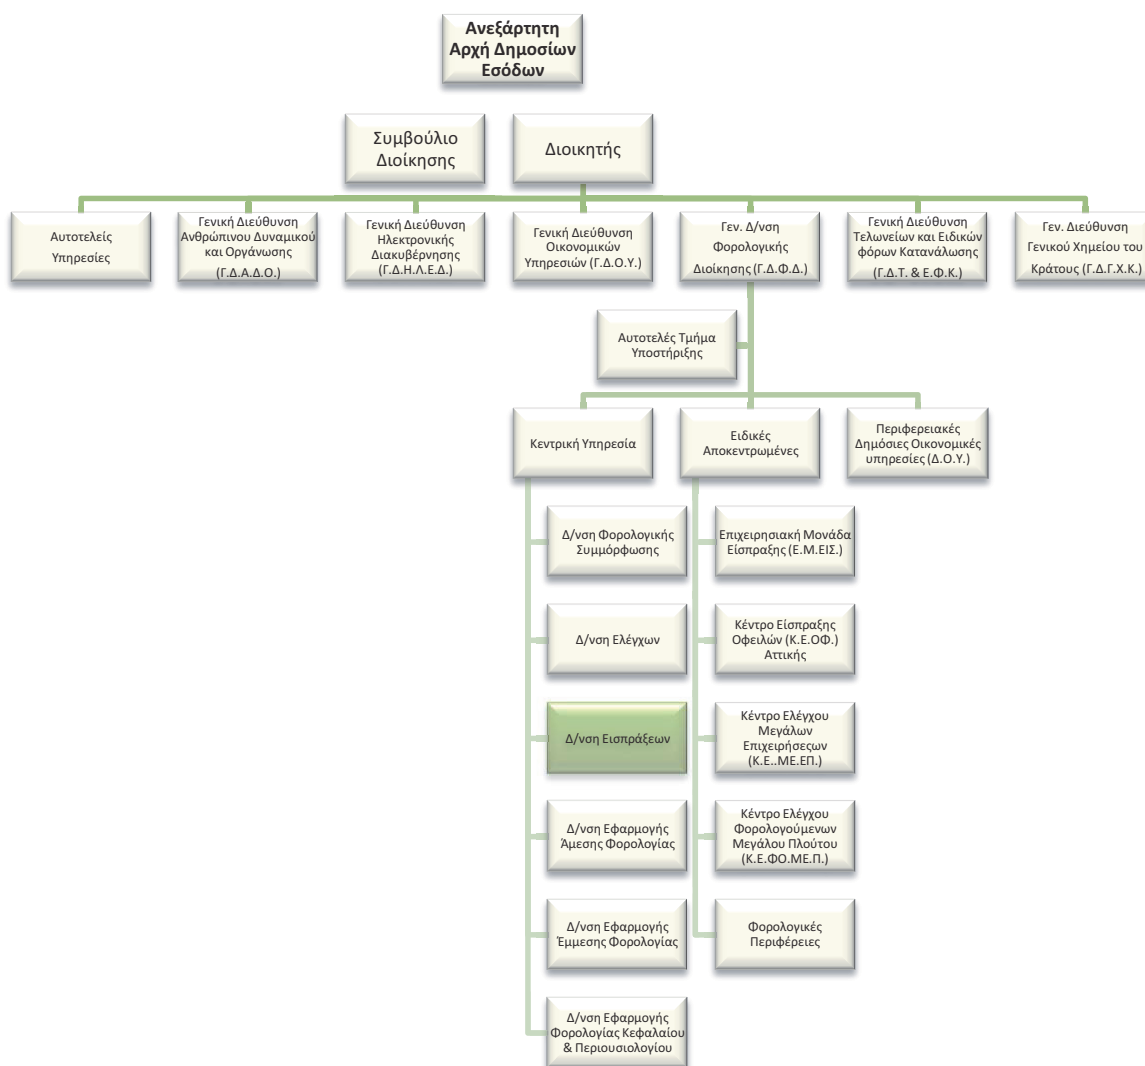 Ανεξάρτητη
Αρχή Δημοσίων
Εσόδων
Συμβούλιο
Διοίκησης
Διοικητής
Αυτοτελείς
Υπηρεσίες
Γενική Διεύθυνση
Ανθρώπινου Δυναμικού
και Οργάνωσης
(Γ.Δ.Α.Δ.Ο.)
Γενική Διεύθυνση
Ηλεκτρονικής
Διακυβέρνησης
(Γ.Δ.Η.Λ.Ε.Δ.)
Γενική Διεύθυνση
Οικονομικών
Υπηρεσιών (Γ.Δ.Ο.Υ.)
Γεν. Δ/νση
Φορολογικής
Διοίκησης (Γ.Δ.Φ.Δ.)
Γενική Διεύθυνση
Τελωνείων και Ειδικών
φόρων Κατανάλωσης
(Γ.Δ.Τ. & Ε.Φ.Κ.)
Γεν. Διεύθυνση
Γενικού Χημείου του
Κράτους (Γ.Δ.Γ.Χ.Κ.)
Αυτοτελές Τμήμα
Υποστήριξης
Κεντρική Υπηρεσία
Ειδικές
Αποκεντρωμένες
Περιφερειακές
Δημόσιες Οικονομικές
υπηρεσίες (Δ.Ο.Υ.)
Δ/νση Φορολογικής
Συμμόρφωσης
Δ/νση Ελέγχων
Δ/νση Εισπράξεων
Δ/νση Εφαρμογής
Άμεσης Φορολογίας
Δ/νση Εφαρμογής
Έμμεσης Φορολογίας
Δ/νση Εφαρμογής
Φορολογίας Κεφαλαίου
& Περιουσιολογίου
Επιχειρησιακή Μονάδα
Είσπραξης (Ε.Μ.ΕΙΣ.)
Κέντρο Είσπραξης
Οφειλών (Κ.Ε.ΟΦ.)
Αττικής
Κέντρο Ελέγχου
Μεγάλων
Επιχειρήσεςων
(Κ.Ε..ΜΕ.ΕΠ.)
Κέντρο Ελέγχου
Φορολογούμενων
Μεγάλου Πλούτου
(Κ.Ε.ΦΟ.ΜΕ.Π.)
Φορολογικές
Περιφέρειες